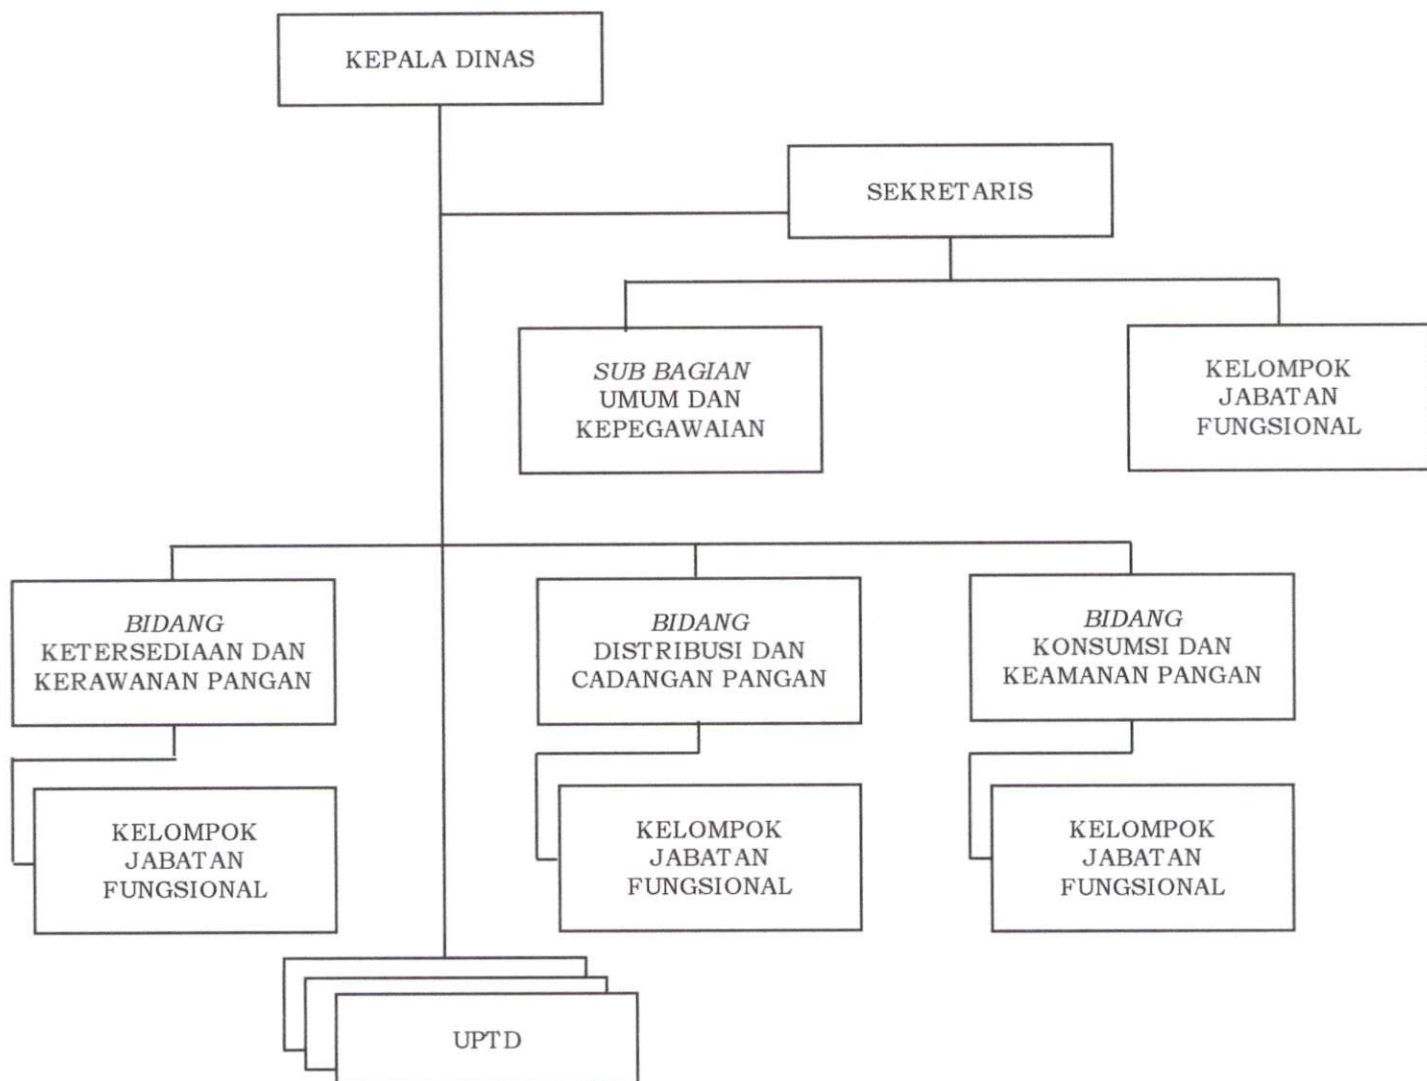 KEPALA DINAS
SEKRETARIS
SUB BAGIAN
UMUM DAN
KEPEGAWAIAN
KELOMPOK
JABATAN
FUNGSIONAL
BIDANG
KETERSEDIAAN DAN
KERAWANAN PANGAN
BIDANG
DISTRIBUSI DAN
CADANGAN PANGAN
BIDANG
KONSUMSI DAN
KEAMANAN PANGAN
KELOMPOK
JABATAN
FUNGSIONAL
KELOMPOK
JABATAN
FUNGSIONAL
KELOMPOK
JABATAN
FUNGSIONAL
UPTD